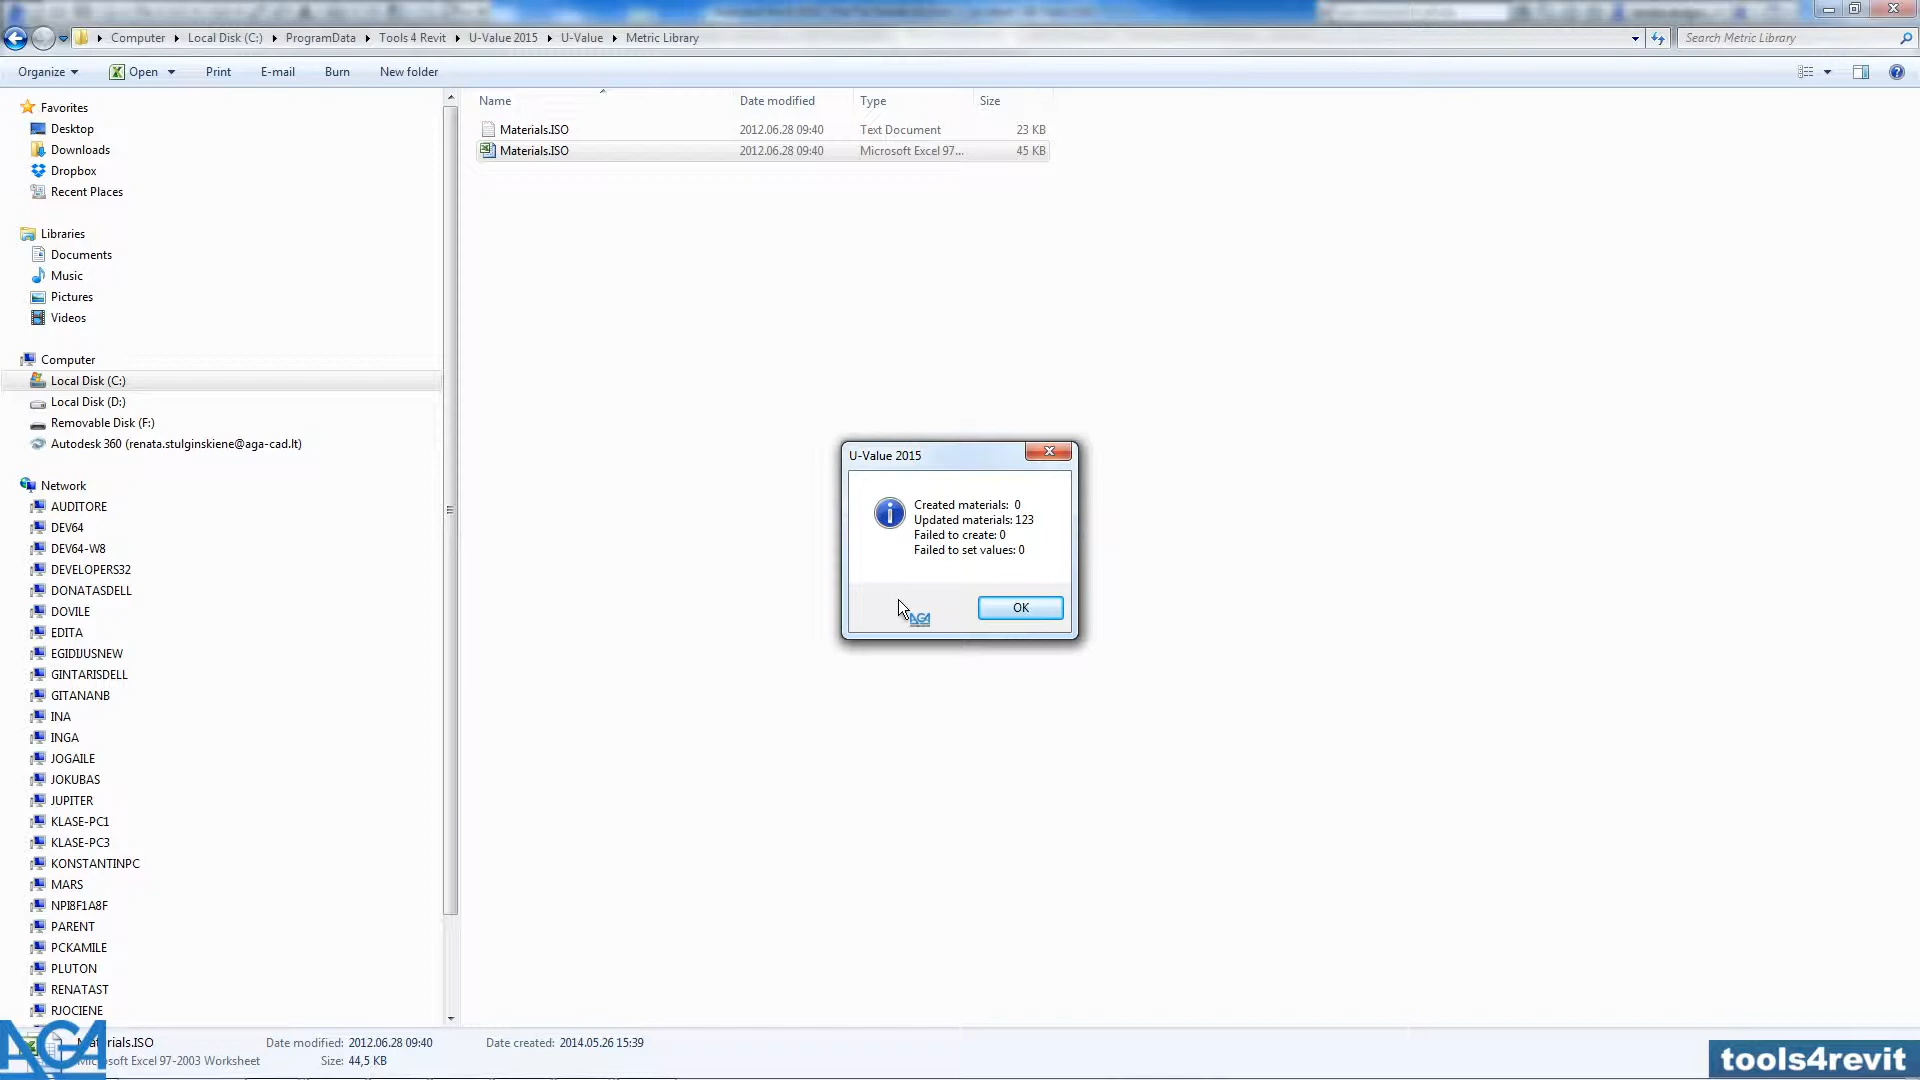 Computer Local Disk (C:) ProgramData Tools 4 Revit U-Value 2015 U-Value Metric Library
Search Metric Library
Organize Open Print E-mail Burn New folder
Favorites
Desktop
Downloads
Dropbox
Recent Places
Libraries
Documents
Music
Pictures
Videos
Computer
Local Disk (C:)
Local Disk (D:)
Removable Disk (F:)
Autodesk 360 (renata.stulginskiene@aga-cad.lt)
Network
AUDITORE
DEV64
DEV64-W8
DEVELOPERS32
DONATASDELL
DOVILE
EDITA
EGIDIJUSNEW
GINTARISDELL
GITANANB
INA
INGA
JOGAILE
JOKUBAS
JUPITER
KLASE-PC1
KLASE-PC3
KONSTANTINPC
MARS
NPI8F1A8F
PARENT
PCKAMILE
PLUTON
RENATAST
RJOCIENE
Name Date modified Type Size
Materials.ISO 2012.06.28 09:40 Text Document 23 KB
Materials.ISO 2012.06.28 09:40 Microsoft Excel 97... 45 KB
U-Value 2015
Created materials: 0
Updated materials: 123
Failed to create: 0
Failed to set values: 0
AGA
OK
AGA
Materials.ISO Date modified: 2012.06.28 09:40 Date created: 2014.05.26 15:39
Microsoft Excel 97-2003 Worksheet Size: 44,5 KB
tools4revit